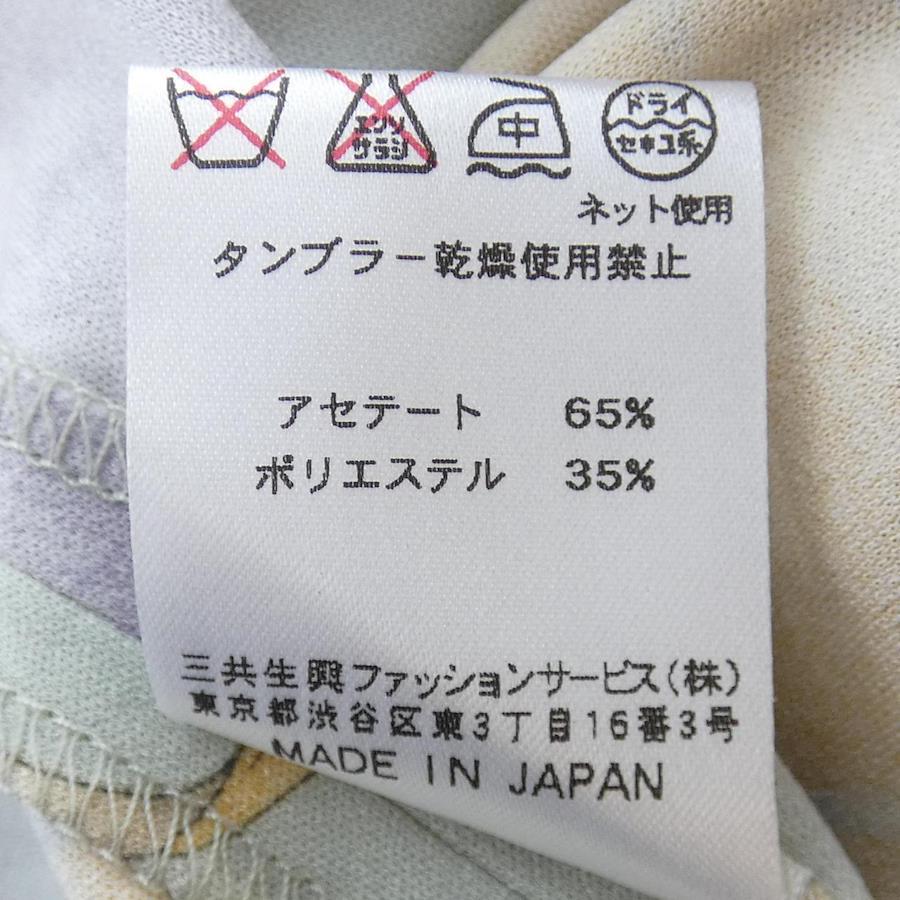 エンソ
サラシ
中
ドライ
セキユ系
ネット使用
タンブラー乾燥使用禁止
アセテート 65%
ポリエステル 35%
三共生興ファッションサービス(株)
東京都渋谷区東3丁目16番3号
MADE IN JAPAN